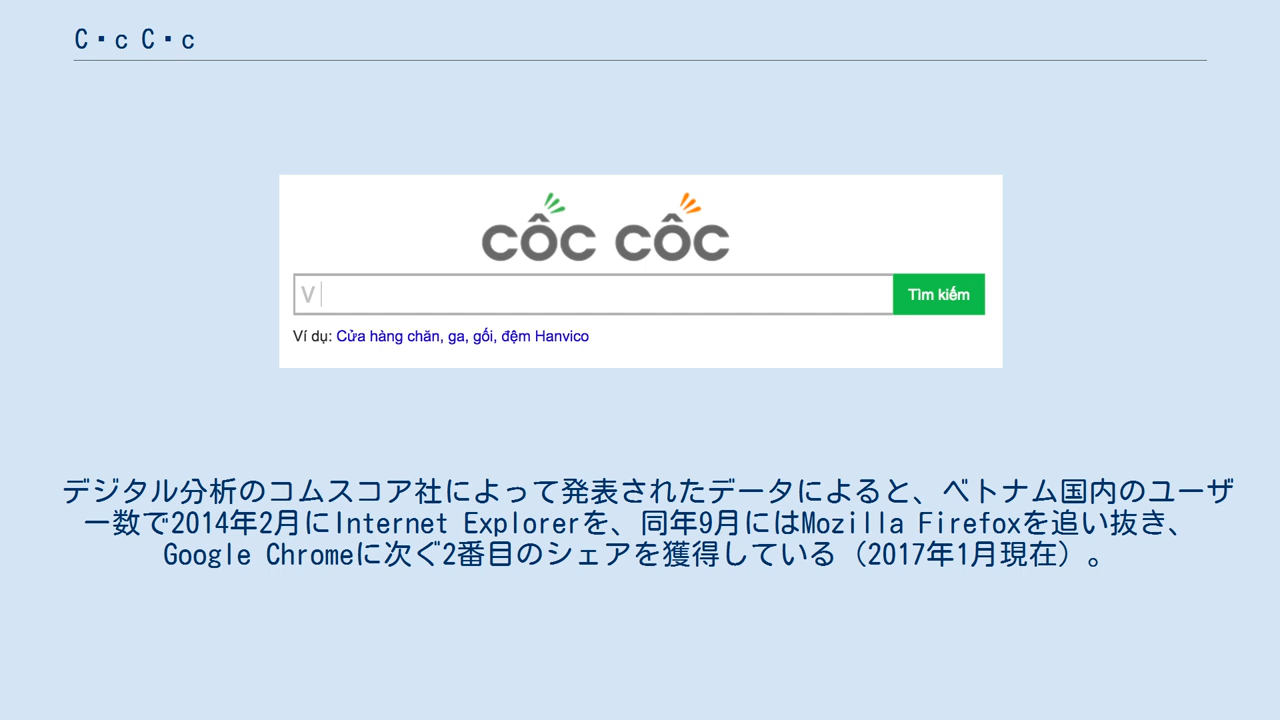 C・c C・c
cốc cốc
V
Tìm kiếm
Ví dụ: Cửa hàng chăn, ga, gối, đệm Hanvico
デジタル分析のコムスコア社によって発表されたデータによると、ベトナム国内のユーザ
ー数で2014年2月にInternet Explorerを、同年9月にはMozilla Firefoxを追い抜き、
Google Chromeに次ぐ2番目のシェアを獲得している（2017年1月現在）。